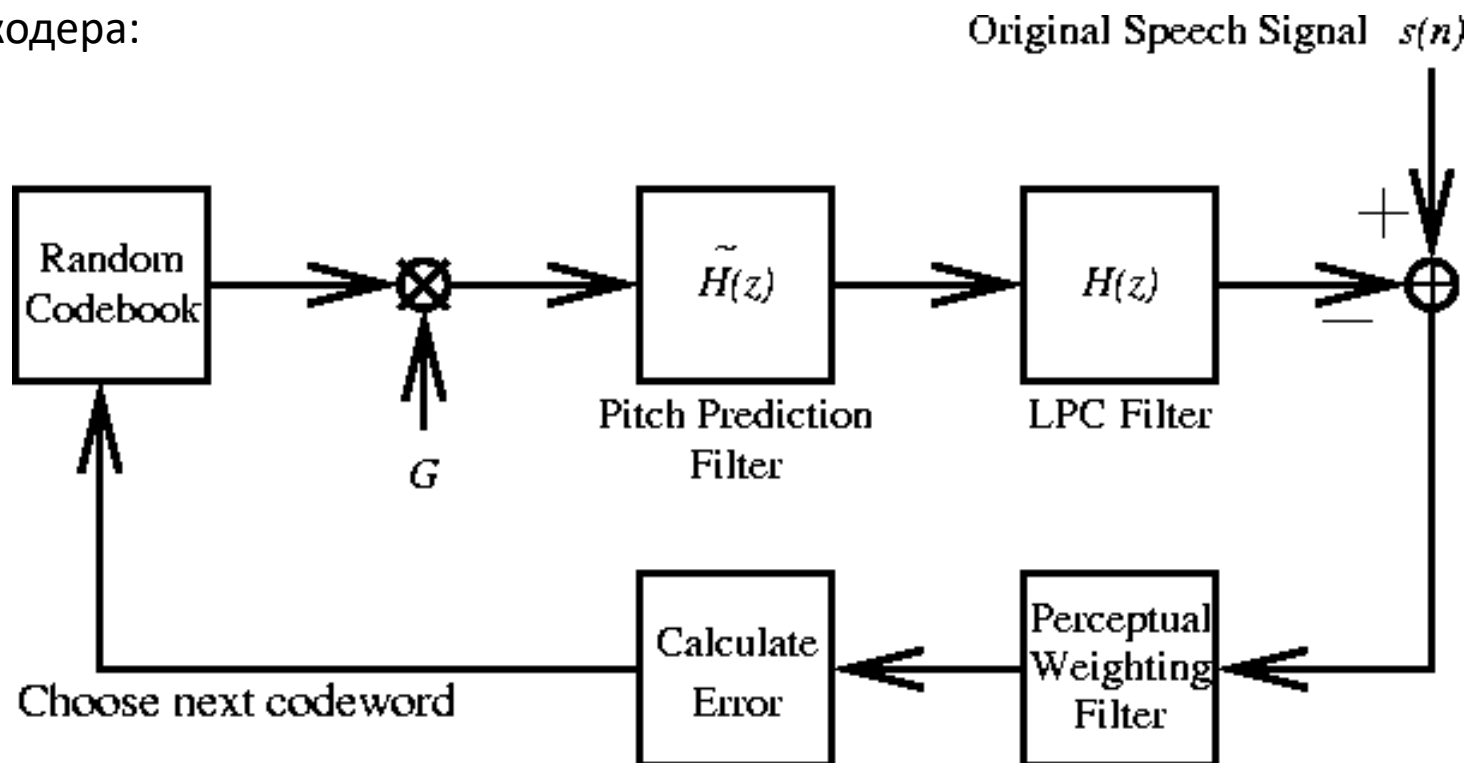 кодера:
Original Speech Signal s(n)
+
Random
Codebook
H̃(z)
H(z)
−
Pitch Prediction
Filter
LPC Filter
G
Calculate
Error
Perceptual
Weighting
Filter
Choose next codeword